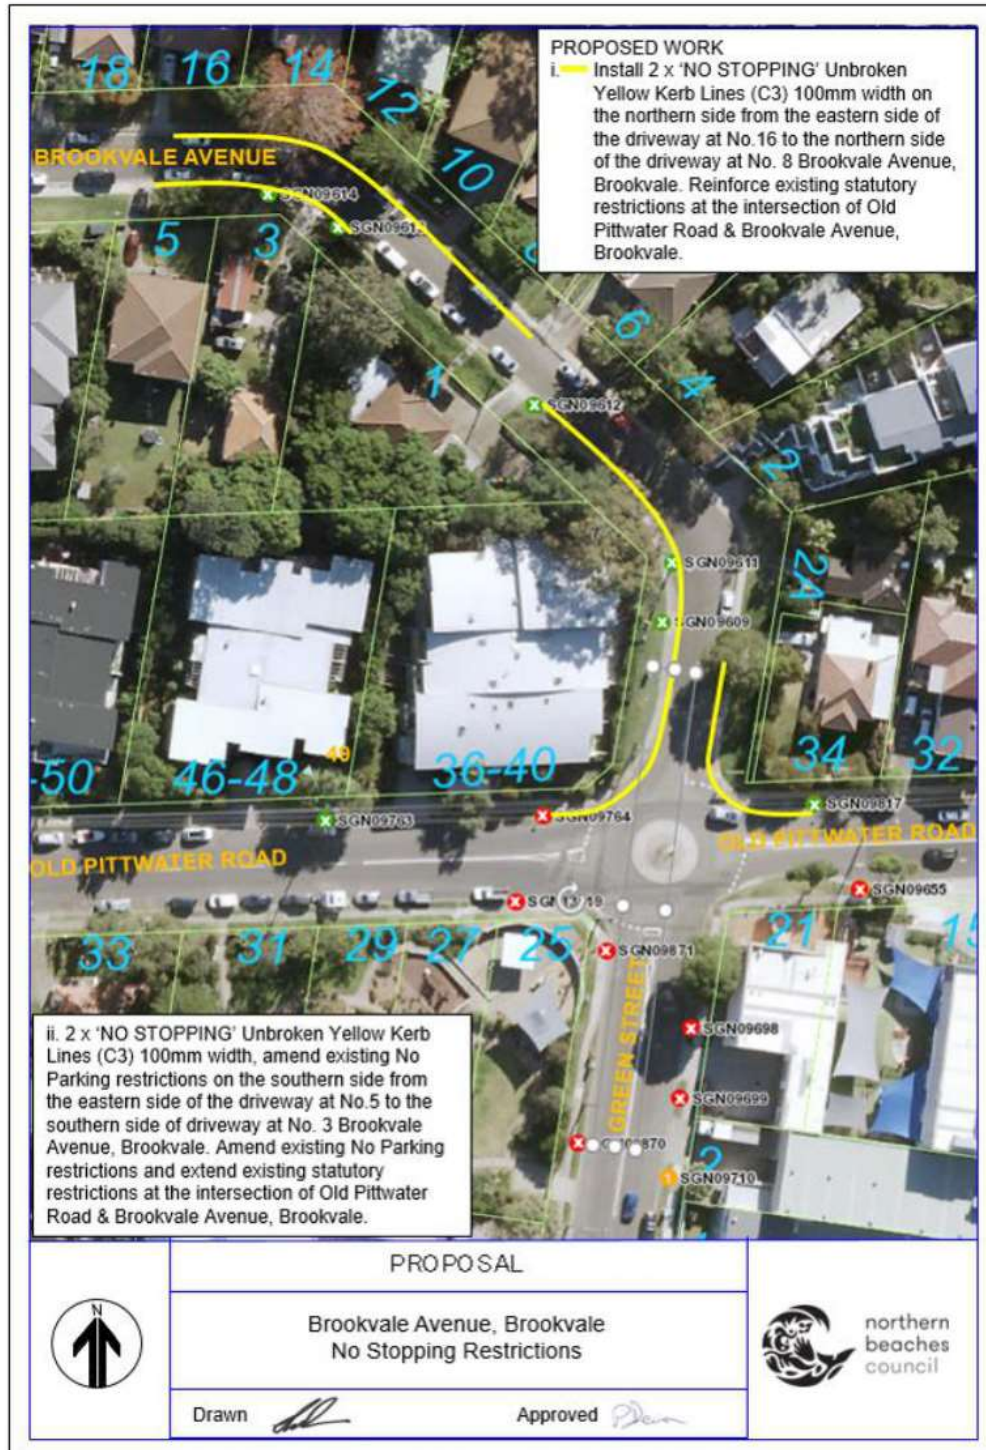 PROPOSED WORK
i. Install 2 x 'NO STOPPING' Unbroken
Yellow Kerb Lines (C3) 100mm width on
the northern side from the eastern side of
the driveway at No.16 to the northern side
of the driveway at No. 8 Brookvale Avenue,
Brookvale. Reinforce existing statutory
restrictions at the intersection of Old
Pittwater Road & Brookvale Avenue,
Brookvale.
18
16
14
12
10
BROOKVALE AVENUE
SGN09614
5
3
6
1
4
SGN09612
2
SGN09611
2A
SGN09609
49
-50
46-48
36-40
34
32
SGN09763
SGN09764
SGN09817
OLD PITTWATER ROAD
OLD PITTWATER ROAD
SGN09655
33
31
29
27
25
21
15
SGN09871
GREEN STREET
SGN09698
SGN09699
SGN09710
ii. 2 x 'NO STOPPING' Unbroken Yellow Kerb
Lines (C3) 100mm width, amend existing No
Parking restrictions on the southern side from
the eastern side of the driveway at No.5 to the
southern side of driveway at No. 3 Brookvale
Avenue, Brookvale. Amend existing No Parking
restrictions and extend existing statutory
restrictions at the intersection of Old Pittwater
Road & Brookvale Avenue, Brookvale.
PROPOSAL
N
Brookvale Avenue, Brookvale
No Stopping Restrictions
northern
beaches
council
Drawn
Approved